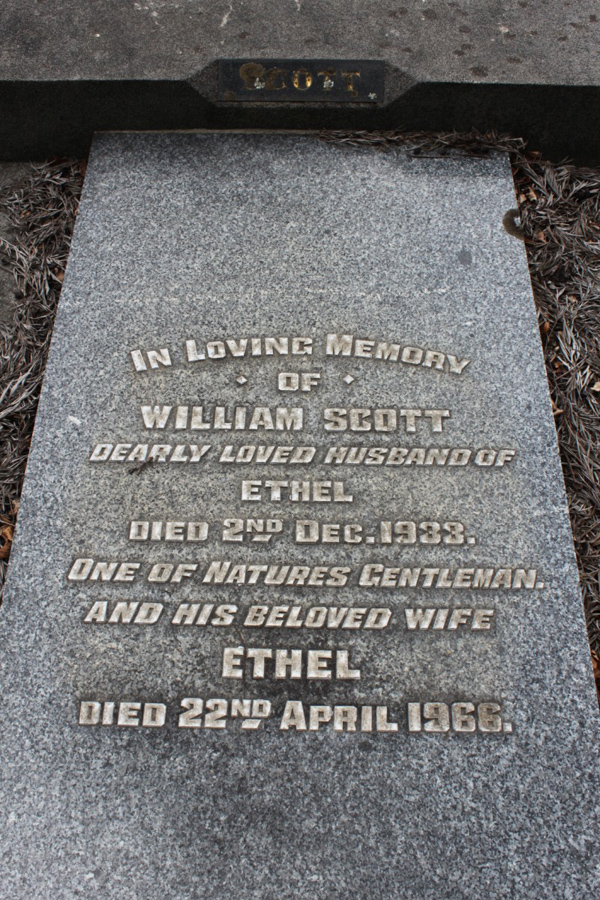 SCOTT
IN LOVING MEMORY
OF
WILLIAM SCOTT
DEARLY LOVED HUSBAND OF
ETHEL
DIED 2ND DEC. 1933.
ONE OF NATURES GENTLEMAN.
AND HIS BELOVED WIFE
ETHEL
DIED 22ND APRIL 1966.